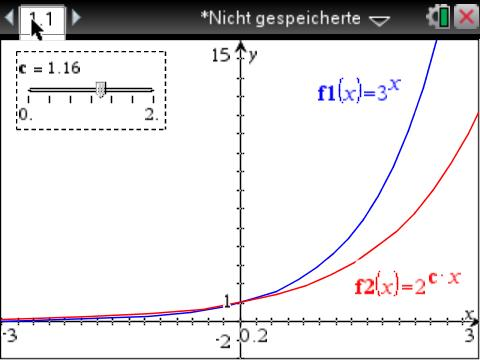 1.1 *Nicht gespeicherte
15 y
c = 1.16
0. 2.
f1(x)=3^x
1
f2(x)=2^c·x
x
-3 -2 0.2 3